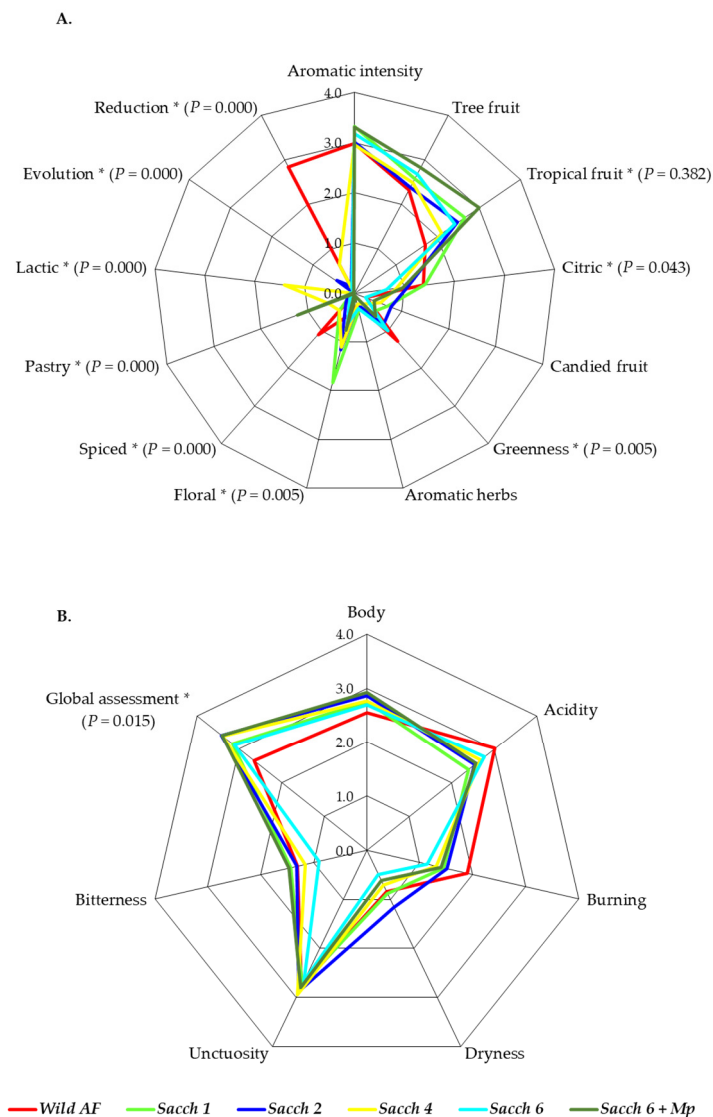 A.
Aromatic intensity
Reduction * (P = 0.000)
4.0
Tree fruit
3.0
Evolution * (P = 0.000)
Tropical fruit * (P = 0.382)
2.0
1.0
Lactic * (P = 0.000)
Citric * (P = 0.043)
0.0
Pastry * (P = 0.000)
Candied fruit
Spiced * (P = 0.000)
Greenness * (P = 0.005)
Floral * (P = 0.005)
Aromatic herbs
B.
Body
4.0
Global assessment *
(P = 0.015)
3.0
Acidity
2.0
1.0
0.0
Bitterness
Burning
Unctuosity
Dryness
Wild AF Sacch 1 Sacch 2 Sacch 4 Sacch 6 Sacch 6 + Mp